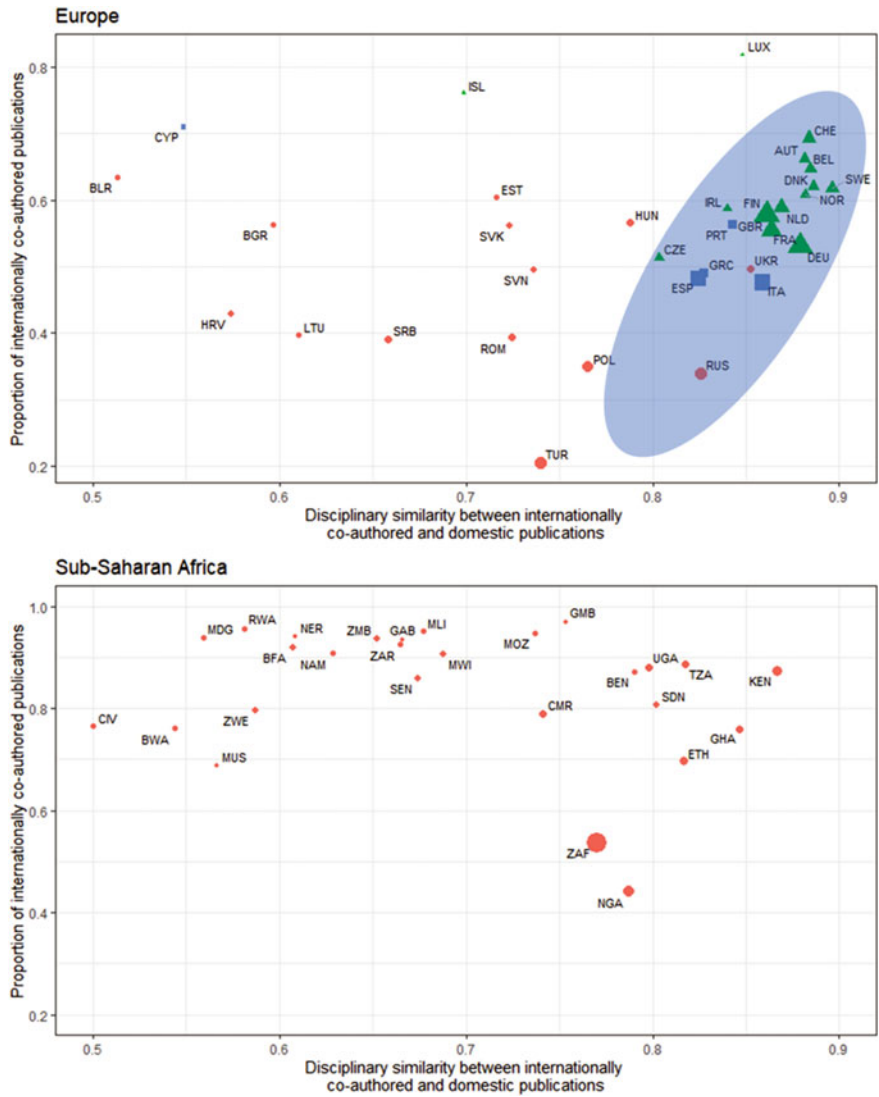 Europe
Proportion of internationally co-authored publications
0.8
0.6
0.4
0.2
LUX
ISL
CYP
CHE
AUT
BEL
BLR
DNK
SWE
EST
IRL
FIN
NOR
HUN
NLD
BGR
SVK
PRT
GBR
FRA
CZE
DEU
SVN
GRC
UKR
ESP
ITA
HRV
LTU
SRB
ROM
POL
RUS
TUR
0.5 0.6 0.7 0.8 0.9
Disciplinary similarity between internationally
co-authored and domestic publications
Sub-Saharan Africa
Proportion of internationally co-authored publications
1.0
0.8
0.6
0.4
0.2
GMB
MDG
RWA
NER
ZMB
GAB
MLI
MOZ
BFA
NAM
ZAR
MWI
UGA
TZA
BEN
KEN
SEN
SDN
CIV
BWA
ZWE
CMR
GHA
MUS
ETH
ZAF
NGA
0.5 0.6 0.7 0.8 0.9
Disciplinary similarity between internationally
co-authored and domestic publications